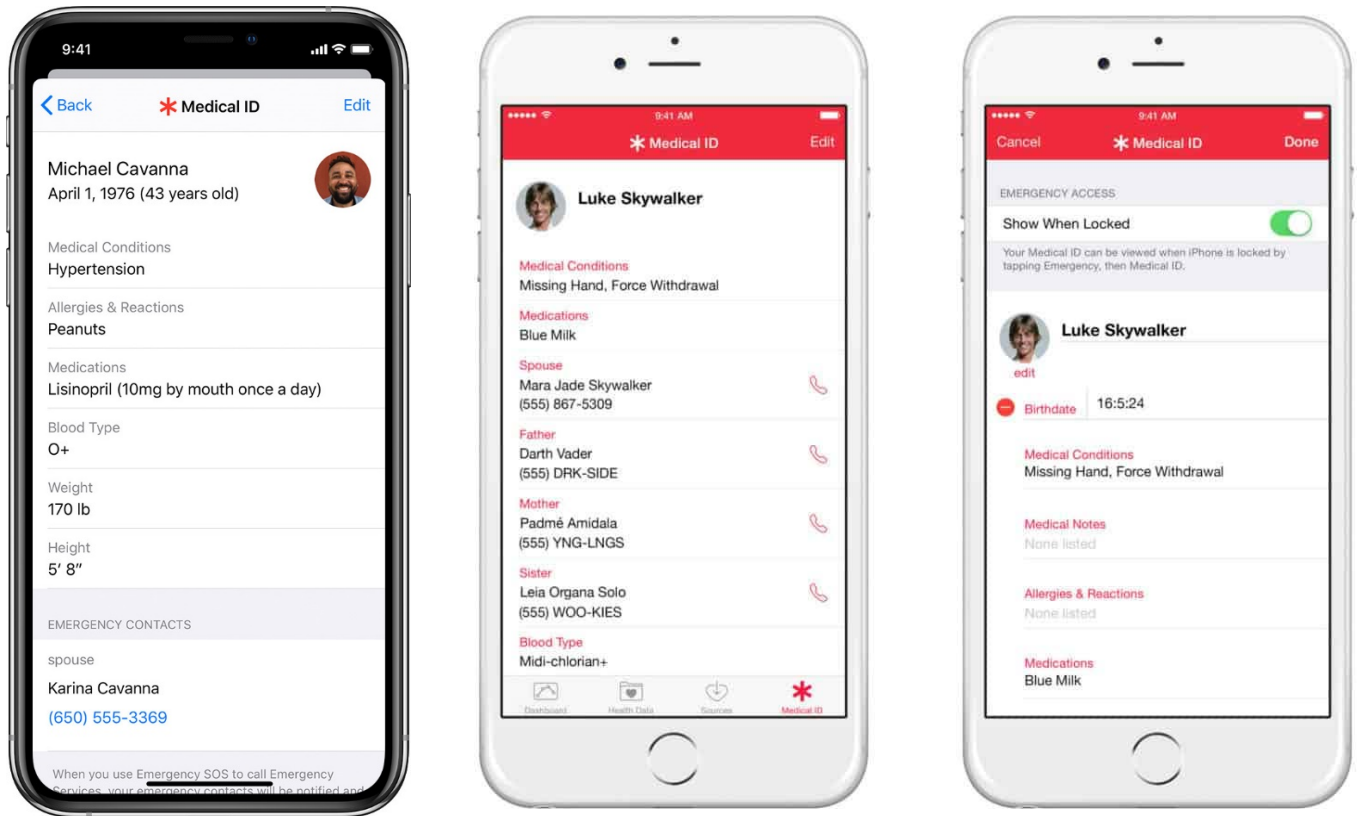 9:41
Back
Medical ID
Edit
Michael Cavanna
April 1, 1976 (43 years old)
Medical Conditions
Hypertension
Allergies & Reactions
Peanuts
Medications
Lisinopril (10mg by mouth once a day)
Blood Type
O+
Weight
170 lb
Height
5' 8"
EMERGENCY CONTACTS
spouse
Karina Cavanna
(650) 555-3369
When you use Emergency SOS to call Emergency
Services, your emergency contacts will be notified and
9:41 AM
Medical ID
Edit
Luke Skywalker
Medical Conditions
Missing Hand, Force Withdrawal
Medications
Blue Milk
Spouse
Mara Jade Skywalker
(555) 867-5309
Father
Darth Vader
(555) DRK-SIDE
Mother
Padmé Amidala
(555) YNG-LNGS
Sister
Leia Organa Solo
(555) WOO-KIES
Blood Type
Midi-chlorian+
Dashboard
Health Data
Sources
Medical ID
9:41 AM
Cancel
Medical ID
Done
EMERGENCY ACCESS
Show When Locked
Your Medical ID can be viewed when iPhone is locked by
tapping Emergency, then Medical ID.
Luke Skywalker
edit
Birthdate
16:5:24
Medical Conditions
Missing Hand, Force Withdrawal
Medical Notes
None listed
Allergies & Reactions
None listed
Medications
Blue Milk